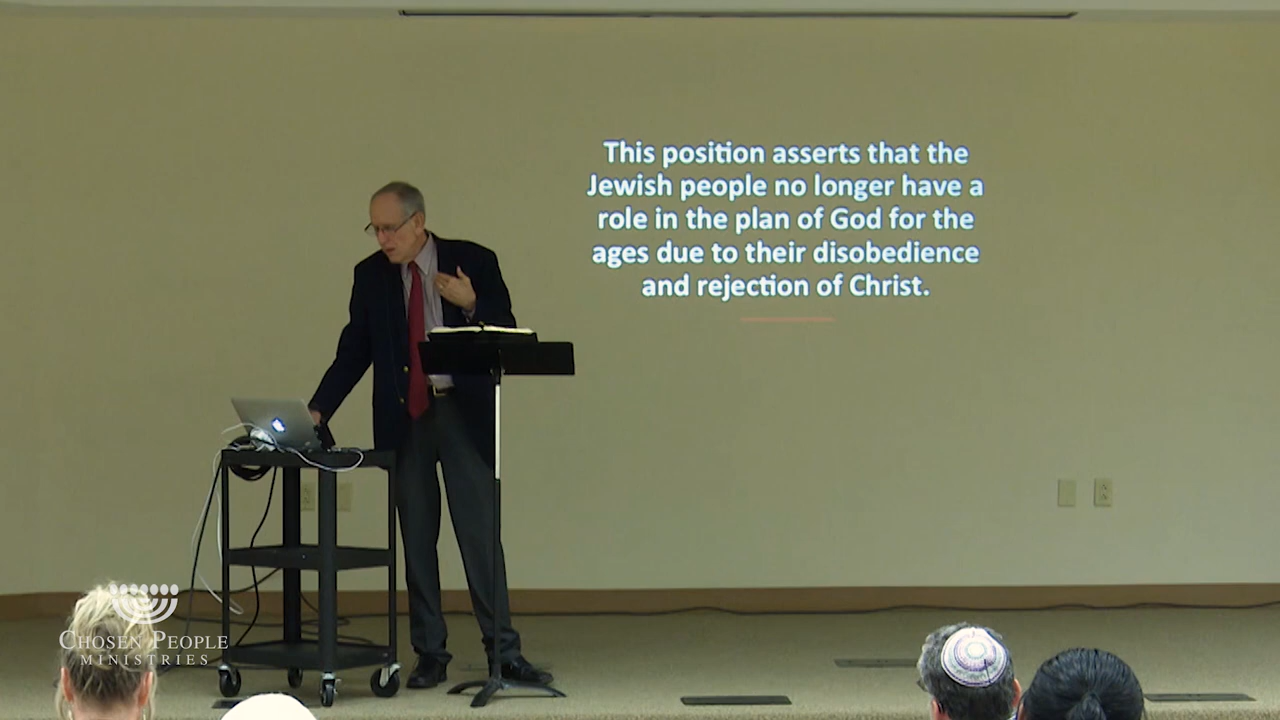 This position asserts that the
Jewish people no longer have a
role in the plan of God for the
ages due to their disobedience
and rejection of Christ.
CHOSEN PEOPLE
MINISTRIES